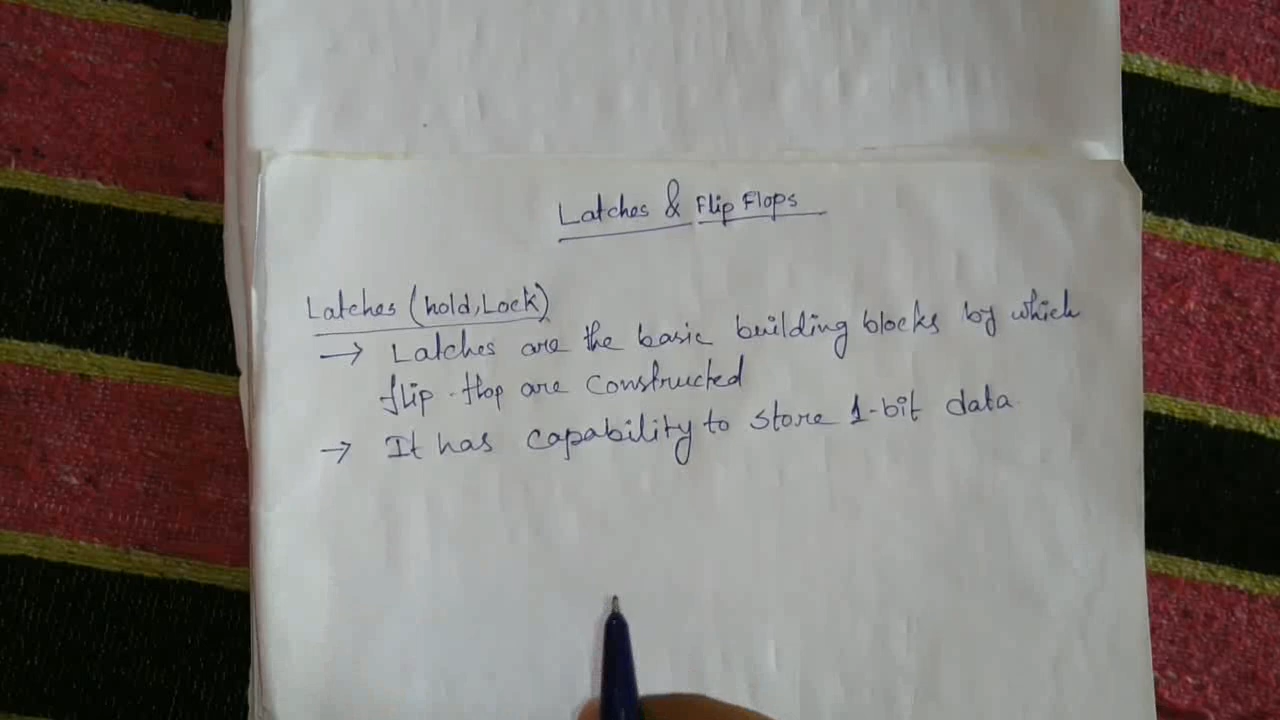 Latches & Flip Flops
Latches (hold, Lock)
→ Latches are the basic building blocks by which
flip-flop are constructed
→ It has capability to store 1-bit data